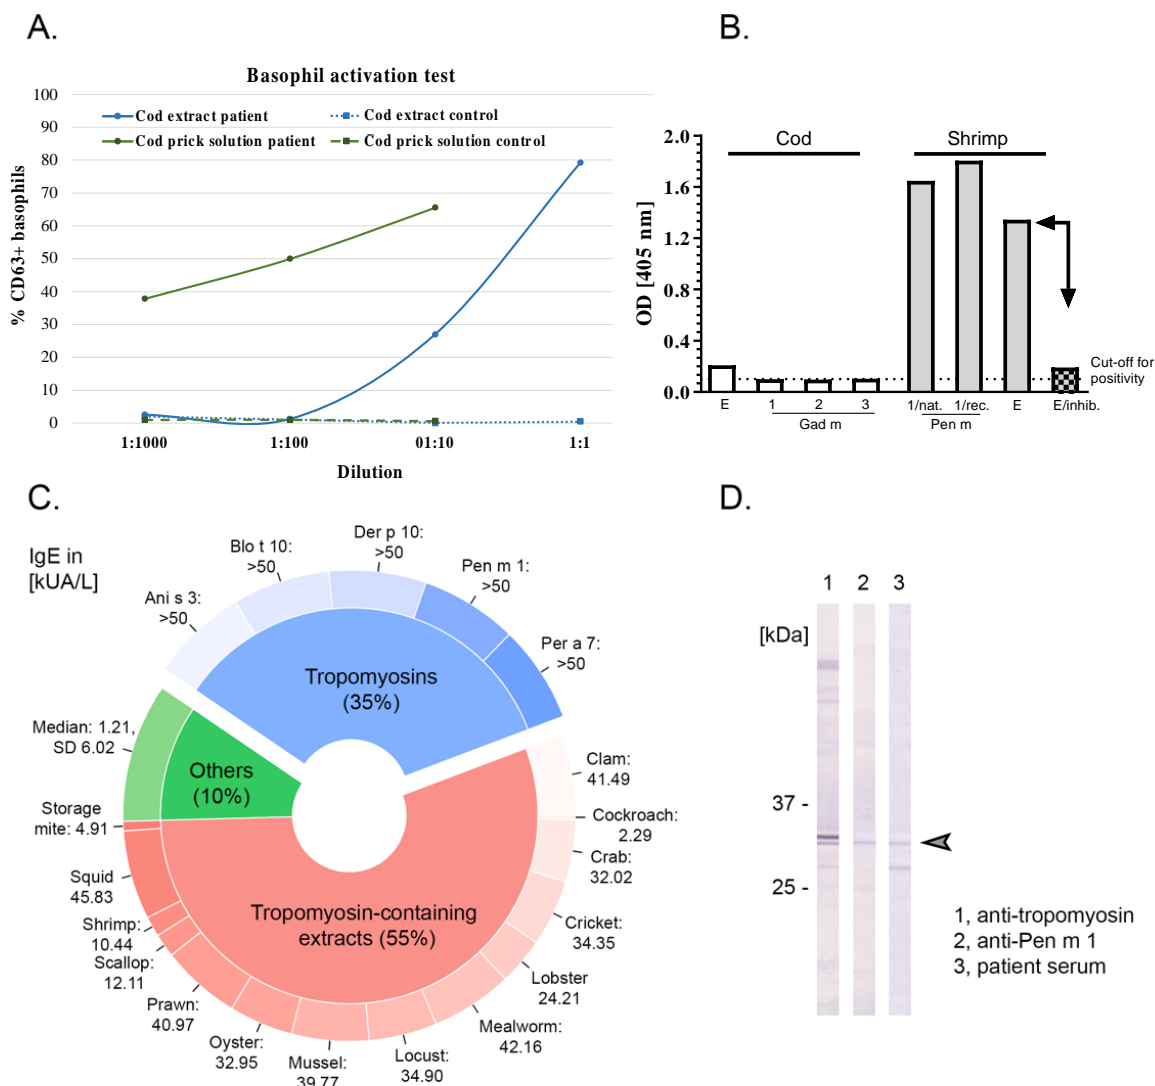 A.
Basophil activation test
% CD63+ basophils
100
90
80
70
60
50
40
30
20
10
0
Cod extract patient
Cod extract control
Cod prick solution patient
Cod prick solution control
1:1000
1:100
01:10
1:1
Dilution
B.
OD [405 nm]
2.0
1.6
1.2
0.8
0.4
0.0
Cod
Shrimp
Cut-off for
positivity
E
1
2
3
1/nat.
1/rec.
E
E/inhib.
Gad m
Pen m
C.
IgE in
[kUA/L]
Ani s 3:
>50
Blo t 10:
>50
Der p 10:
>50
Pen m 1:
>50
Per a 7:
>50
Tropomyosins
(35%)
Median: 1.21,
SD 6.02
Others
(10%)
Clam:
41.49
Cockroach:
2.29
Crab:
32.02
Cricket:
34.35
Lobster
24.21
Mealworm:
42.16
Locust:
34.90
Mussel:
39.77
Oyster:
32.95
Prawn:
40.97
Scallop:
12.11
Shrimp:
10.44
Squid
45.83
Storage
mite: 4.91
Tropomyosin-containing
extracts (55%)
D.
1
2
3
[kDa]
37 -
25 -
1, anti-tropomyosin
2, anti-Pen m 1
3, patient serum